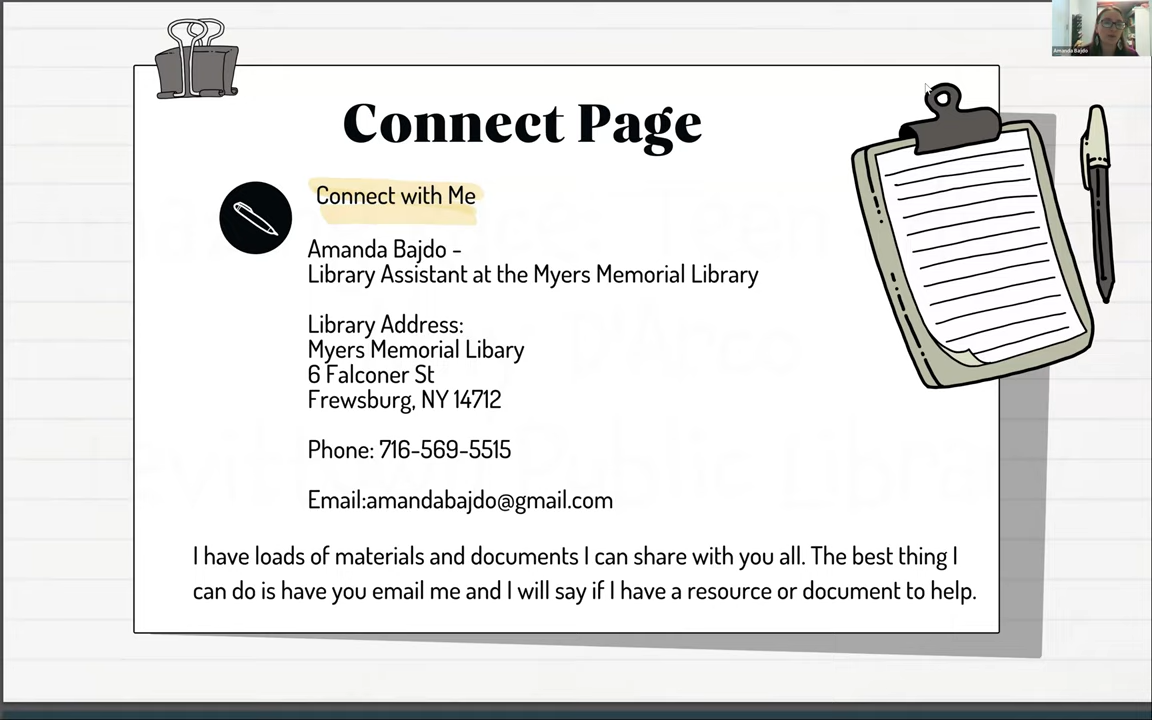 Amanda Bajdo
Connect Page
Connect with Me
Amanda Bajdo -
Library Assistant at the Myers Memorial Library
Library Address:
Myers Memorial Libary
6 Falconer St
Frewsburg, NY 14712
Phone: 716-569-5515
Email:amandabajdo@gmail.com
I have loads of materials and documents I can share with you all. The best thing I
can do is have you email me and I will say if I have a resource or document to help.